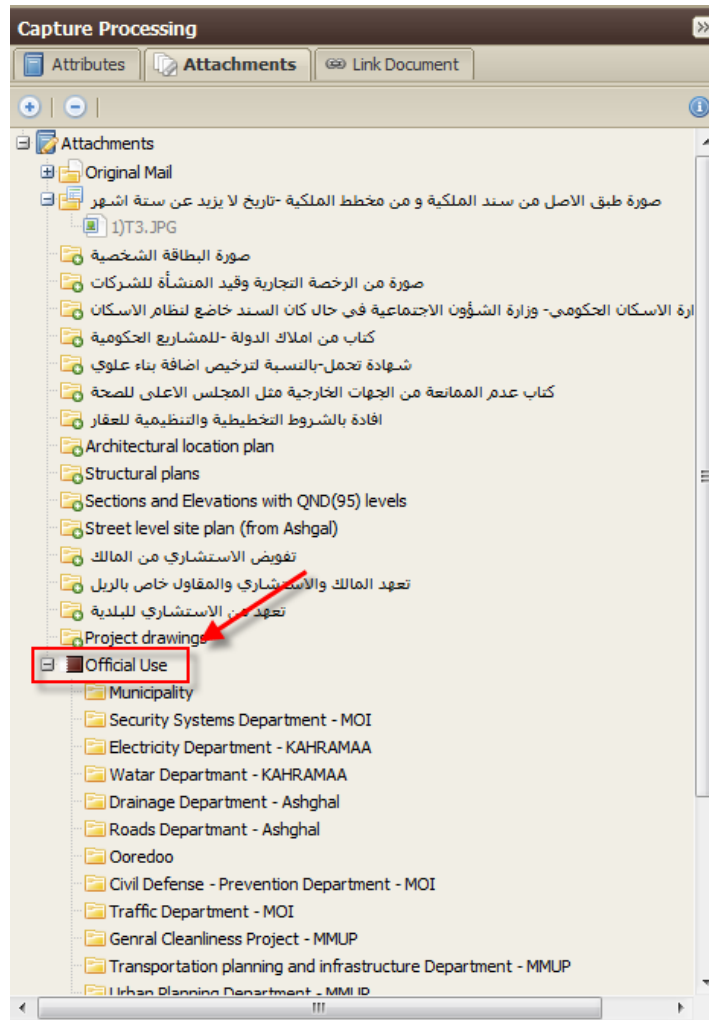 Capture Processing
Attributes Attachments Link Document
Attachments
Original Mail
صورة طبق الاصل من سند الملكية و من مخطط الملكية -تاريخ لا يزيد عن ستة اشهر
1)T3.JPG
صورة البطاقة الشخصية
صورة من الرخصة التجارية وقيد المنشأة للشركات
ارة الاسكان الحكومي- وزارة الشؤون الاجتماعية في حال كان السند خاضع لنظام الاسكان
كتاب من املاك الدولة -للمشاريع الحكومية
شهادة تحمل-بالنسبة لترخيص اضافة بناء علوي
كتاب عدم الممانعة من الجهات الخارجية مثل المجلس الاعلى للصحة
افادة بالشروط التخطيطية والتنظيمية للعقار
Architectural location plan
Structural plans
Sections and Elevations with QND(95) levels
Street level site plan (from Ashgal)
تفويض الاستشاري من المالك
تعهد المالك والاستشاري والمقاول خاص بالريل
تعهد من الاستشاري للبلدية
Project drawings
Official Use
Municipality
Security Systems Department - MOI
Electricity Department - KAHRAMAA
Watar Departmant - KAHRAMAA
Drainage Department - Ashghal
Roads Departmant - Ashghal
Ooredoo
Civil Defense - Prevention Department - MOI
Traffic Department - MOI
Genral Cleanliness Project - MMUP
Transportation planning and infrastructure Department - MMUP
Urban Planning Department - MMUP